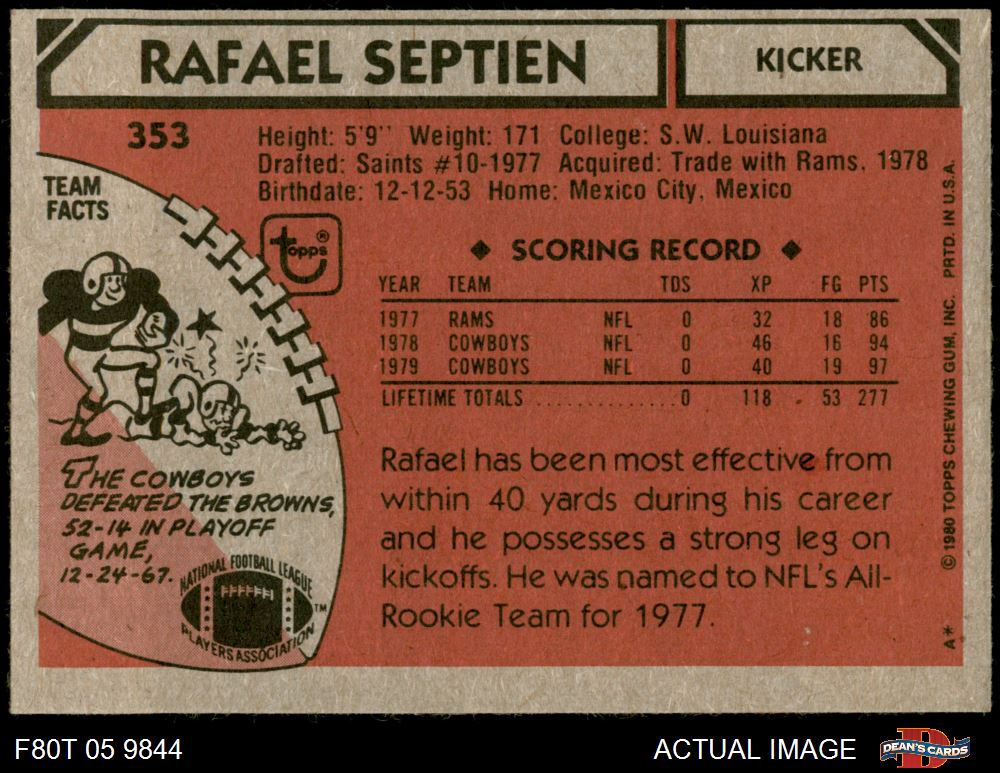 RAFAEL SEPTIEN
KICKER
353
Height: 5'9" Weight: 171 College: S.W. Louisiana
Drafted: Saints #10-1977 Acquired: Trade with Rams, 1978
Birthdate: 12-12-53 Home: Mexico City, Mexico
TEAM
FACTS
topps ®
◆ SCORING RECORD ◆
YEAR TEAM TDS XP FG PTS
1977 RAMS NFL 0 32 18 86
1978 COWBOYS NFL 0 46 16 94
1979 COWBOYS NFL 0 40 19 97
LIFETIME TOTALS ............. 0 118 53 277
THE COWBOYS
DEFEATED THE BROWNS,
52-14 IN PLAYOFF
GAME,
12-24-67.
NATIONAL FOOTBALL LEAGUE
PLAYERS ASSOCIATION
TM
Rafael has been most effective from
within 40 yards during his career
and he possesses a strong leg on
kickoffs. He was named to NFL's All-
Rookie Team for 1977.
A* © 1980 TOPPS CHEWING GUM, INC. PRTD. IN U.S.A.
F80T 05 9844
ACTUAL IMAGE
DEAN'S CARDS